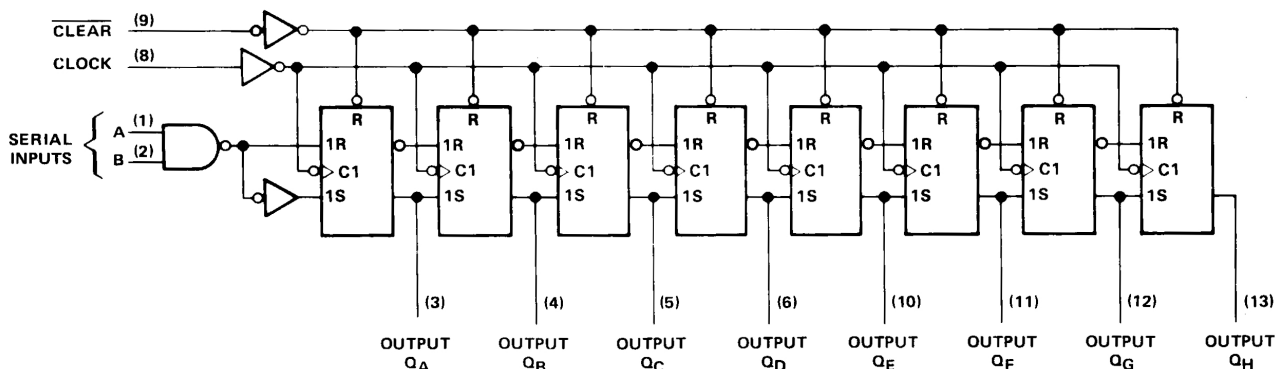 CLEAR (9)
CLOCK (8)
SERIAL INPUTS
A (1)
B (2)
R R R R R R R R
1R 1R 1R 1R 1R 1R 1R 1R
C1 C1 C1 C1 C1 C1 C1 C1
1S 1S 1S 1S 1S 1S 1S 1S
(3) (4) (5) (6) (10) (11) (12) (13)
OUTPUT OUTPUT OUTPUT OUTPUT OUTPUT OUTPUT OUTPUT OUTPUT
QA QB QC QD QE QF QG QH